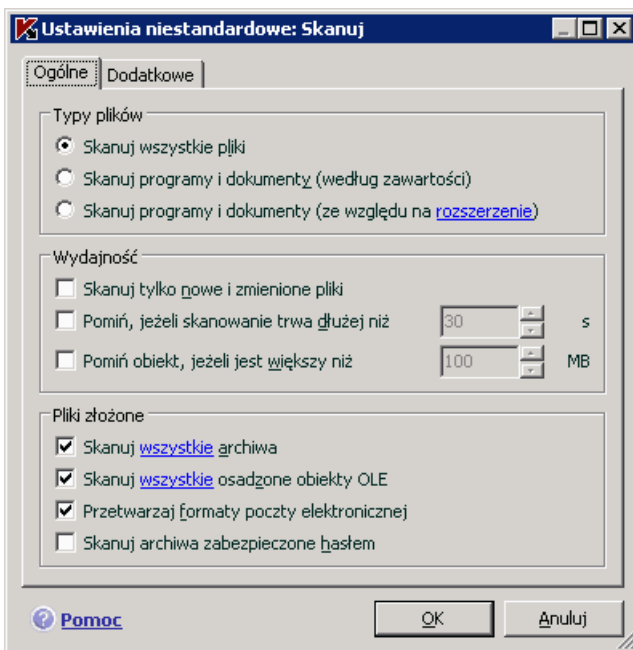 Ustawienia niestandardowe: Skanuj
Ogólne Dodatkowe
Typy plików
Skanuj wszystkie pliki
Skanuj programy i dokumenty (według zawartości)
Skanuj programy i dokumenty (ze względu na rozszerzenie)
Wydajność
Skanuj tylko nowe i zmienione pliki
Pomiń, jeżeli skanowanie trwa dłużej niż 30 s
Pomiń obiekt, jeżeli jest większy niż 100 MB
Pliki złożone
Skanuj wszystkie archiwa
Skanuj wszystkie osadzone obiekty OLE
Przetwarzaj formaty poczty elektronicznej
Skanuj archiwa zabezpieczone hasłem
Pomoc OK Anuluj